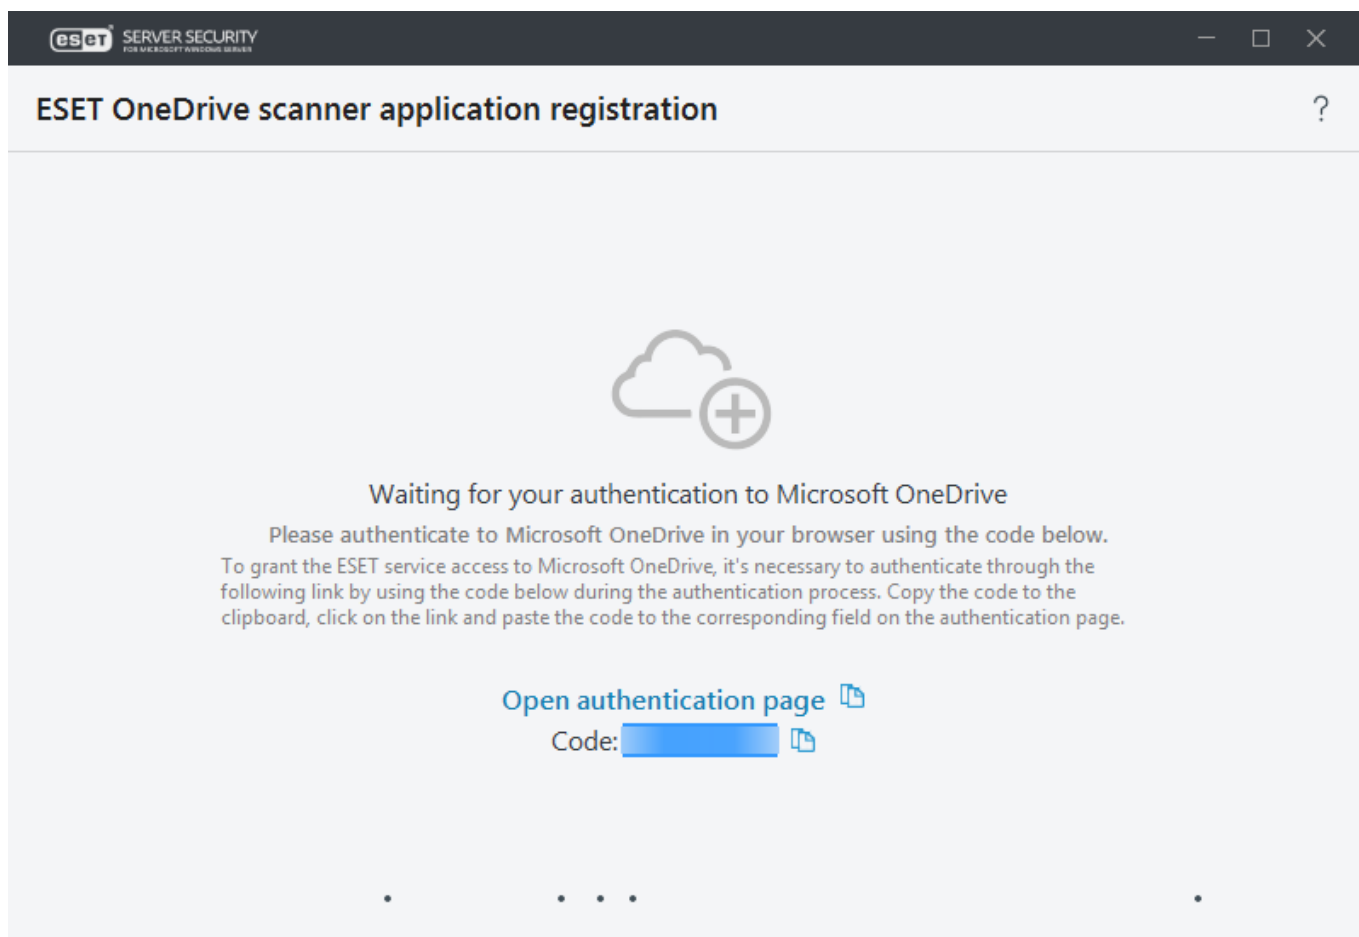 eset SERVER SECURITY
FOR MICROSOFT WINDOWS SERVER
ESET OneDrive scanner application registration
?
Waiting for your authentication to Microsoft OneDrive
Please authenticate to Microsoft OneDrive in your browser using the code below.
To grant the ESET service access to Microsoft OneDrive, it's necessary to authenticate through the
following link by using the code below during the authentication process. Copy the code to the
clipboard, click on the link and paste the code to the corresponding field on the authentication page.
Open authentication page
Code: